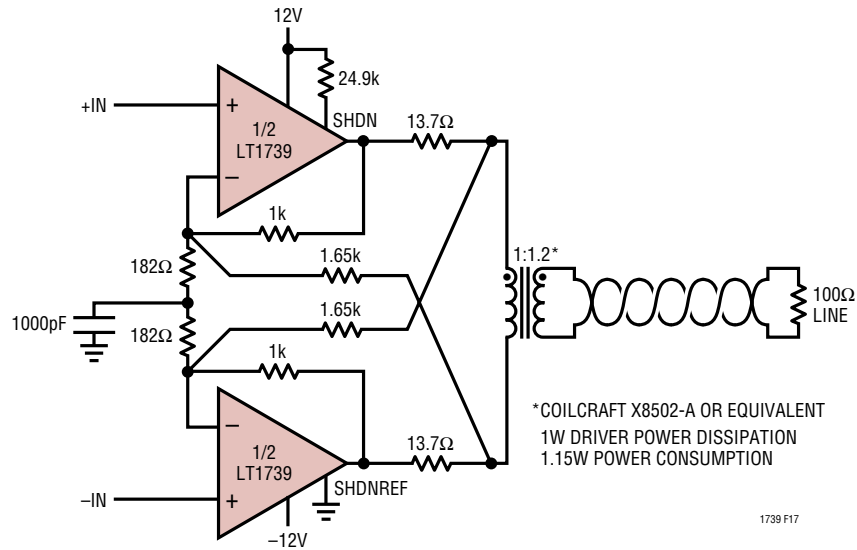 12V
24.9k
+IN
+
1/2
LT1739
SHDN
13.7Ω
–
1k
1:1.2*
182Ω
1.65k
1000pF
1.65k
182Ω
100Ω
LINE
1k
*COILCRAFT X8502-A OR EQUIVALENT
1W DRIVER POWER DISSIPATION
1.15W POWER CONSUMPTION
–
1/2
LT1739
13.7Ω
–IN
+
SHDNREF
–12V
1739 F17